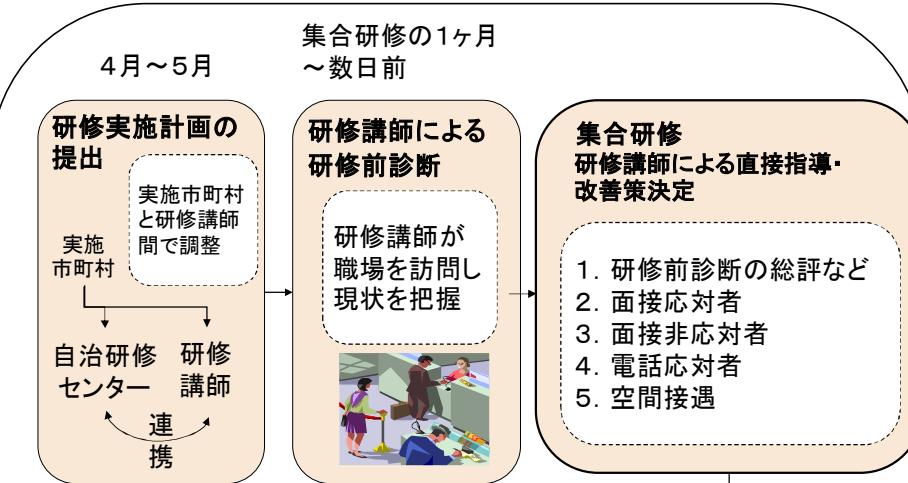 4月～5月
集合研修の1ヶ月
～数日前
研修実施計画の
提出
実施市町村
と研修講師
間で調整
実施
市町村
自治研修
センター
研修
講師
連
携
研修講師による
研修前診断
研修講師が
職場を訪問し
現状を把握
集合研修
研修講師による直接指導・
改善策決定
1. 研修前診断の総評など
2. 面接応対者
3. 面接非応対者
4. 電話応対者
5. 空間接遇